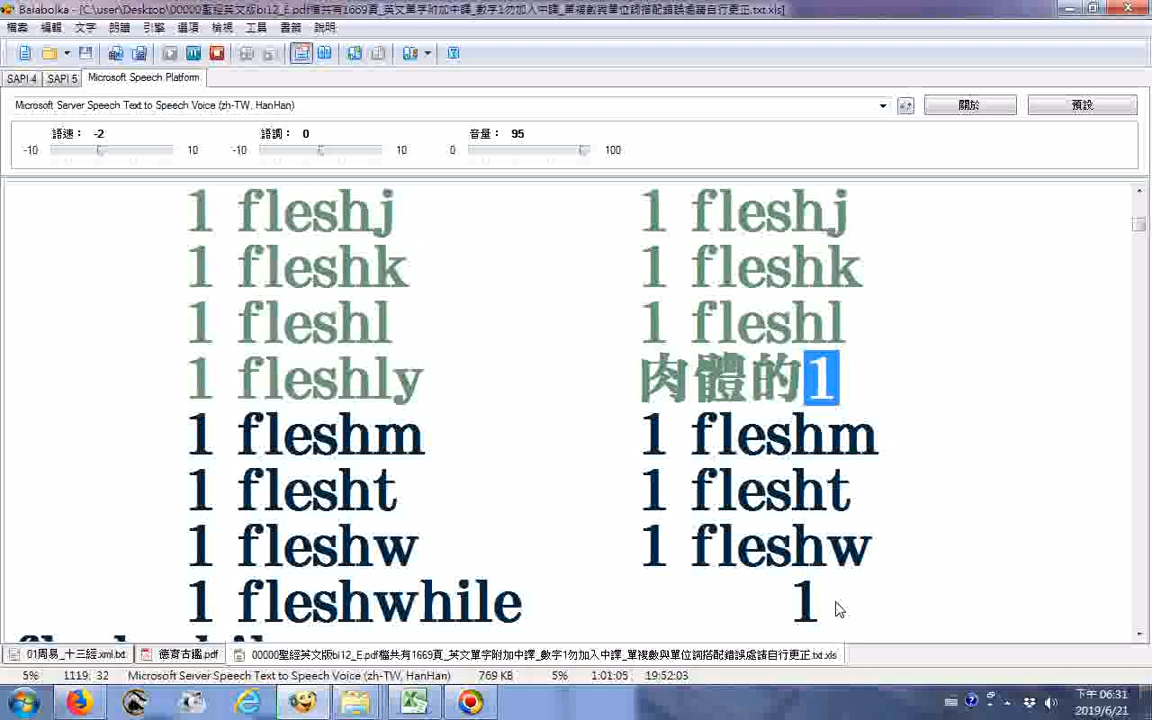 Balabolka - [C:\user\Desktop\00000聖經英文版bi12_E.pdf檔共有1669頁_英文單字附加中譯_數字1勿加入中譯_單複數與單位詞搭配錯誤處請自行更正.txt.xls]
檔案 編輯 文字 朗讀 引擎 選項 檢視 工具 書籤 說明
SAPI 4 SAPI 5 Microsoft Speech Platform
Microsoft Server Speech Text to Speech Voice (zh-TW, HanHan) 關於 預設
語速： -2 語調： 0 音量： 95
-10 10 -10 10 0 100
1 fleshj 1 fleshj
1 fleshk 1 fleshk
1 fleshl 1 fleshl
1 fleshly 肉體的1
1 fleshm 1 fleshm
1 flesht 1 flesht
1 fleshw 1 fleshw
1 fleshwhile 1
01周易_十三經.xml.txt 德育古鑑.pdf 00000聖經英文版bi12_E.pdf檔共有1669頁_英文單字附加中譯_數字1勿加入中譯_單複數與單位詞搭配錯誤處請自行更正.txt.xls
5% 1119: 32 Microsoft Server Speech Text to Speech Voice (zh-TW, HanHan) 769 KB 5% 1:01:05 19:52:03
下午 06:31
2019/6/21